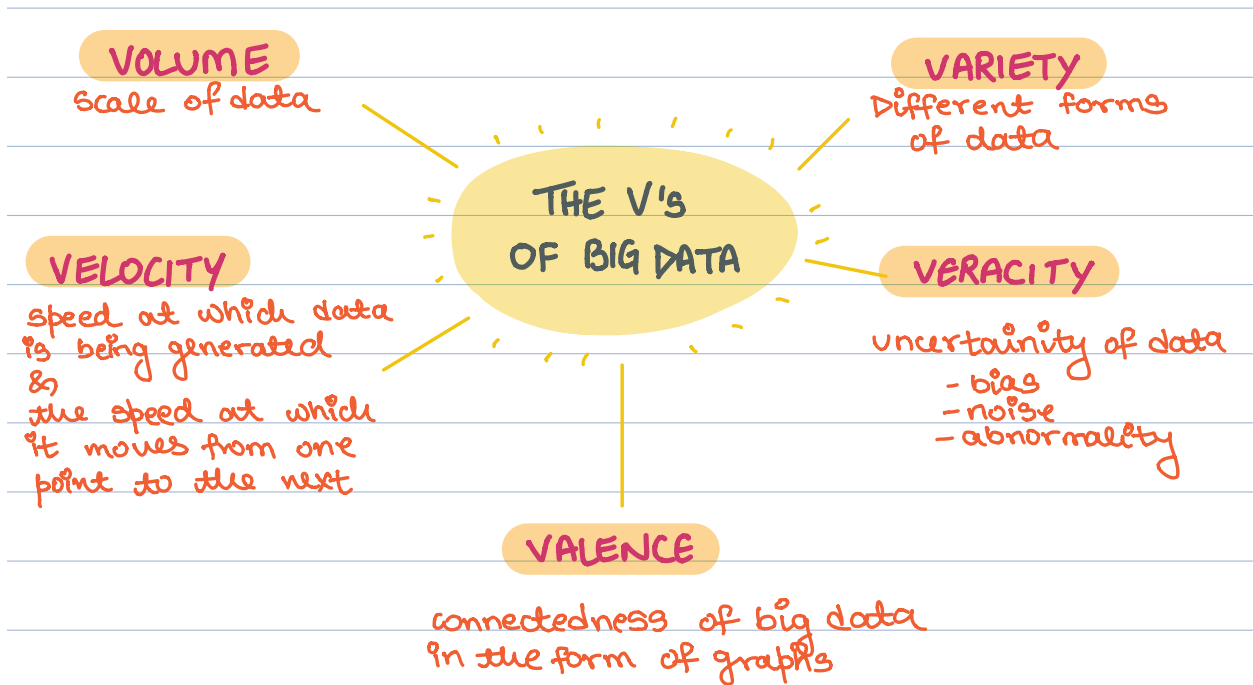 VOLUME
Scale of data
VARIETY
Different forms
of data
THE V's
OF BIG DATA
VELOCITY
speed at which data
is being generated
&
the speed at which
it moves from one
point to the next
VERACITY
uncertainity of data
- bias
- noise
- abnormality
VALENCE
connectedness of big data
in the form of graphs